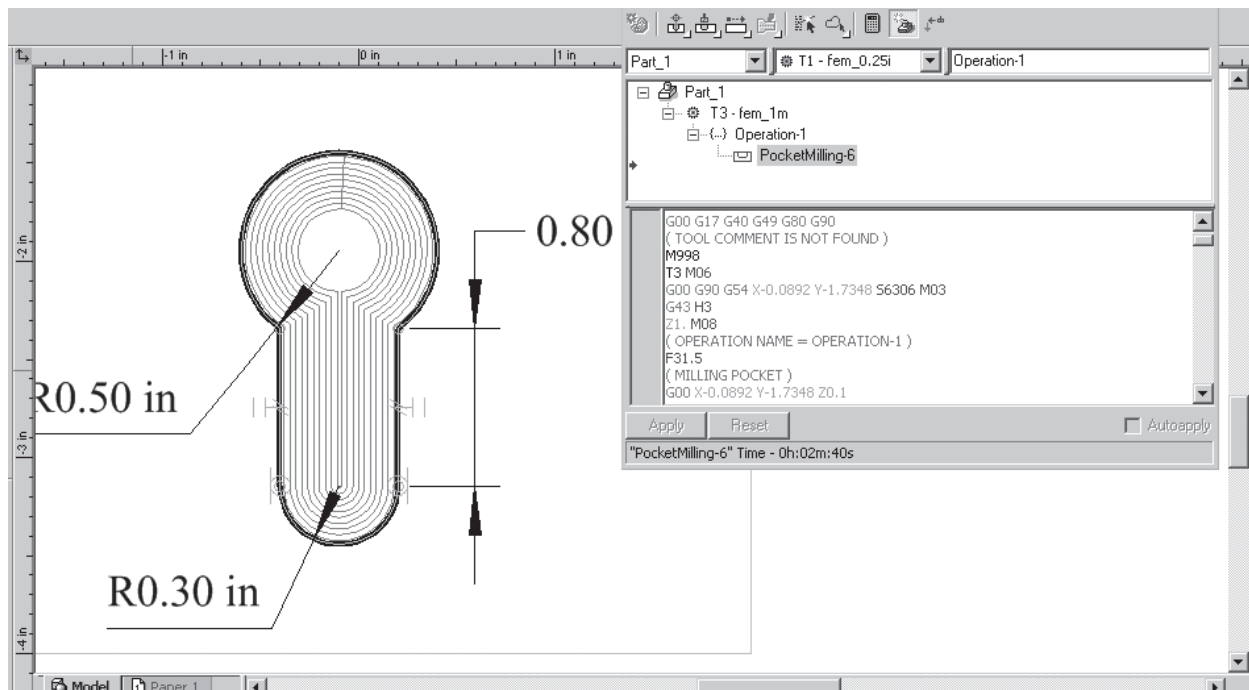 Part_1 T1 - fem_0.25i Operation-1
-1 in 0 in 1 in
Part_1
T3 - fem_1m
{...} Operation-1
PocketMilling-6
G00 G17 G40 G49 G80 G90
( TOOL COMMENT IS NOT FOUND )
M998
T3 M06
G00 G90 G54 X-0.0892 Y-1.7348 S6306 M03
G43 H3
Z1. M08
( OPERATION NAME = OPERATION-1 )
F31.5
( MILLING POCKET )
G00 X-0.0892 Y-1.7348 Z0.1
Apply Reset Autoapply
"PocketMilling-6" Time - 0h:02m:40s
-2 in
0.80
R0.50 in
-3 in
R0.30 in
-4 in
Model Paper 1